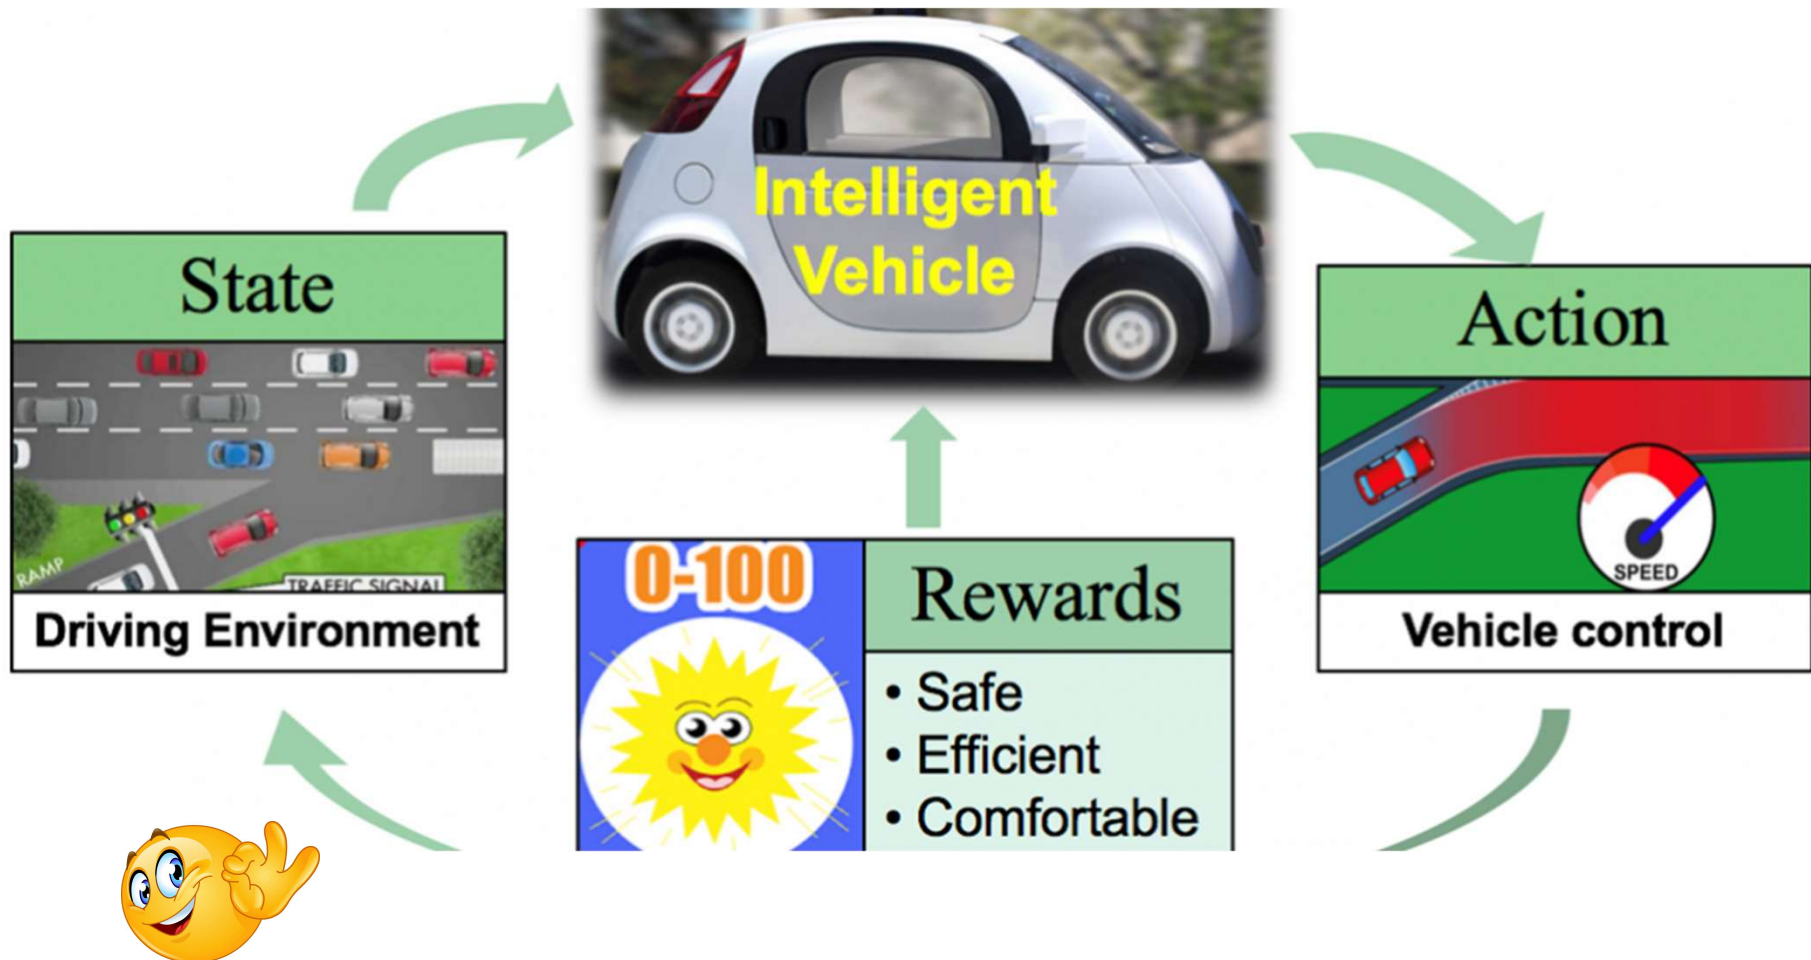 Intelligent
Vehicle
State
RAMP
TRAFFIC SIGNAL
Driving Environment
Action
SPEED
Vehicle control
0-100
Rewards
• Safe
• Efficient
• Comfortable